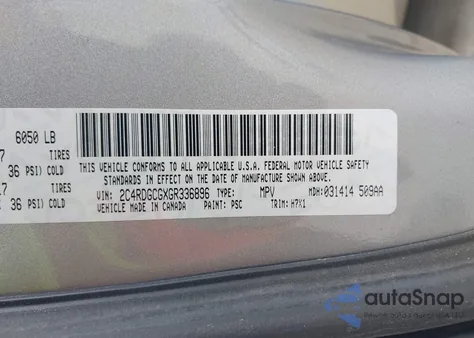 6050 LB
7 TIRES
36 PSI) COLD
17 TIRES
36 PSI) COLD
THIS VEHICLE CONFORMS TO ALL APPLICABLE U.S.A. FEDERAL MOTOR VEHICLE SAFETY
STANDARDS IN EFFECT ON THE DATE OF MANUFACTURE SHOWN ABOVE.
VIN: 2C4RDGCGXGR336896 TYPE: MPV MDH: 031414 509AA
VEHICLE MADE IN CANADA PAINT: PSC TRIM: H7X1
autoSnap